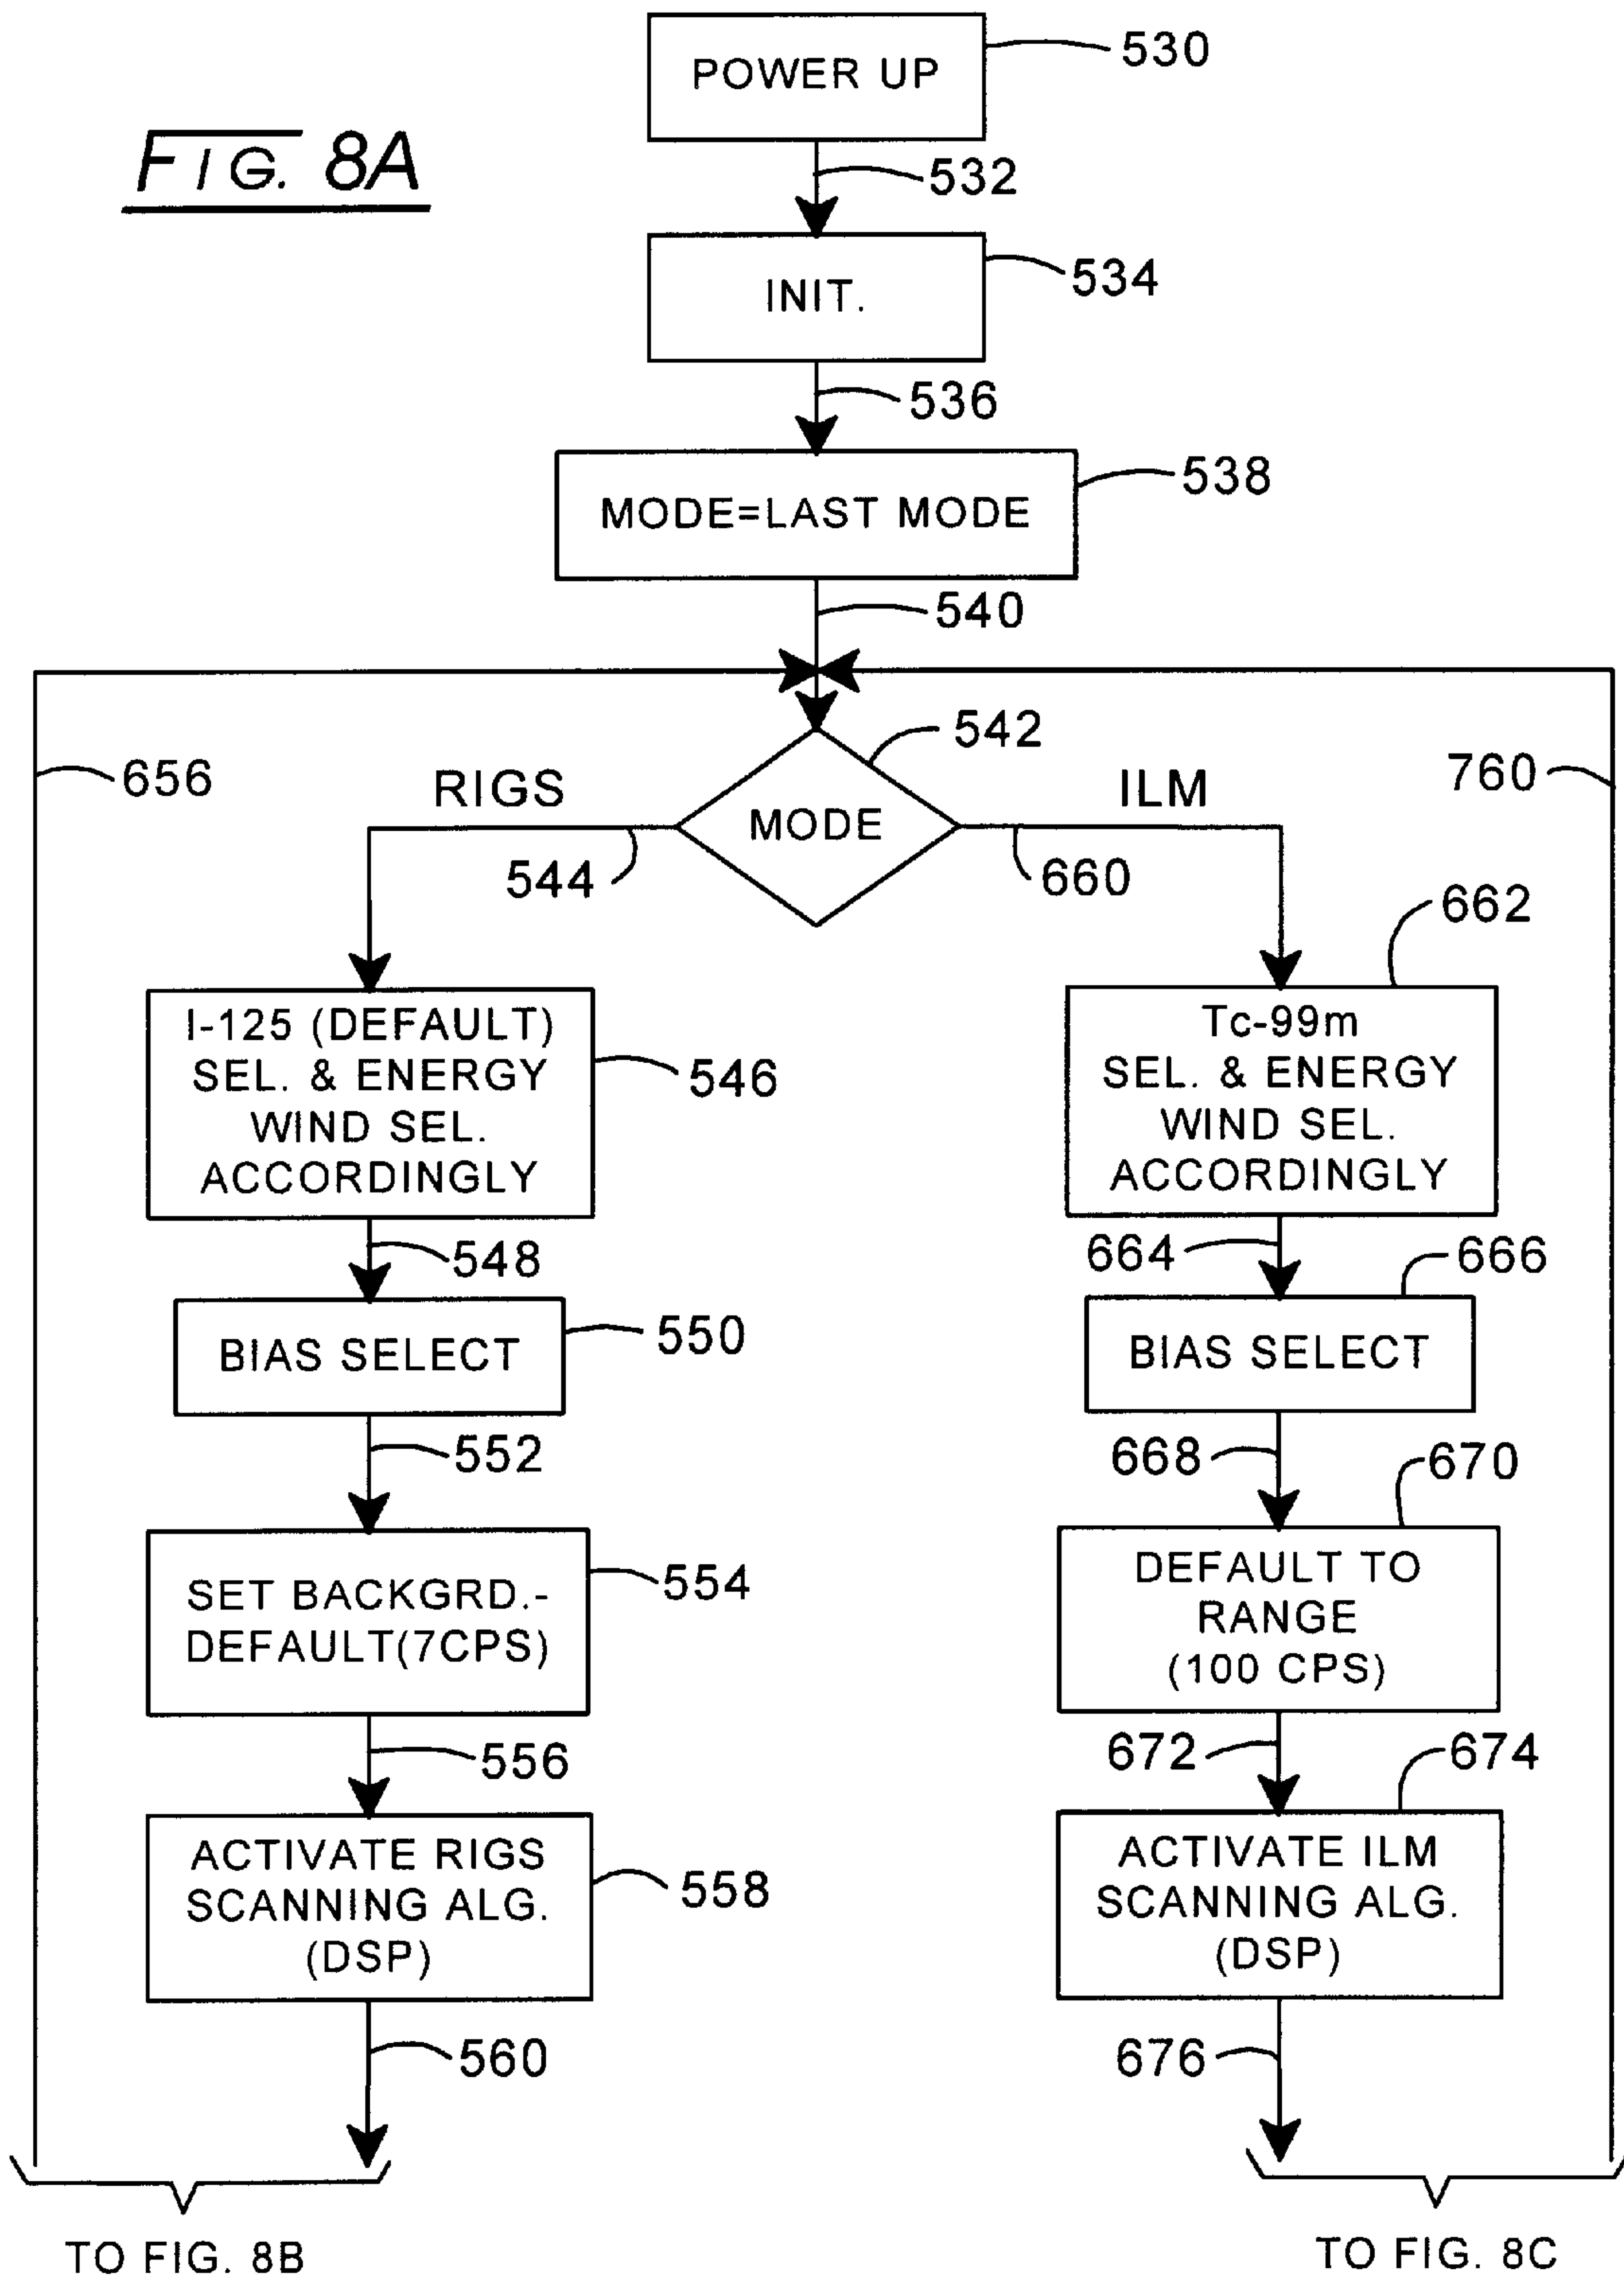 FIG. 8A
POWER UP
530
532
INIT.
534
536
MODE=LAST MODE
538
540
542
656
RIGS
MODE
ILM
760
544
660
662
I-125 (DEFAULT)
SEL. & ENERGY
WIND SEL.
ACCORDINGLY
546
Tc-99m
SEL. & ENERGY
WIND SEL.
ACCORDINGLY
548
664
666
BIAS SELECT
550
BIAS SELECT
552
668
670
SET BACKGRD.-
DEFAULT(7CPS)
554
DEFAULT TO
RANGE
(100 CPS)
556
672
674
ACTIVATE RIGS
SCANNING ALG.
(DSP)
558
ACTIVATE ILM
SCANNING ALG.
(DSP)
560
676
TO FIG. 8B
TO FIG. 8C